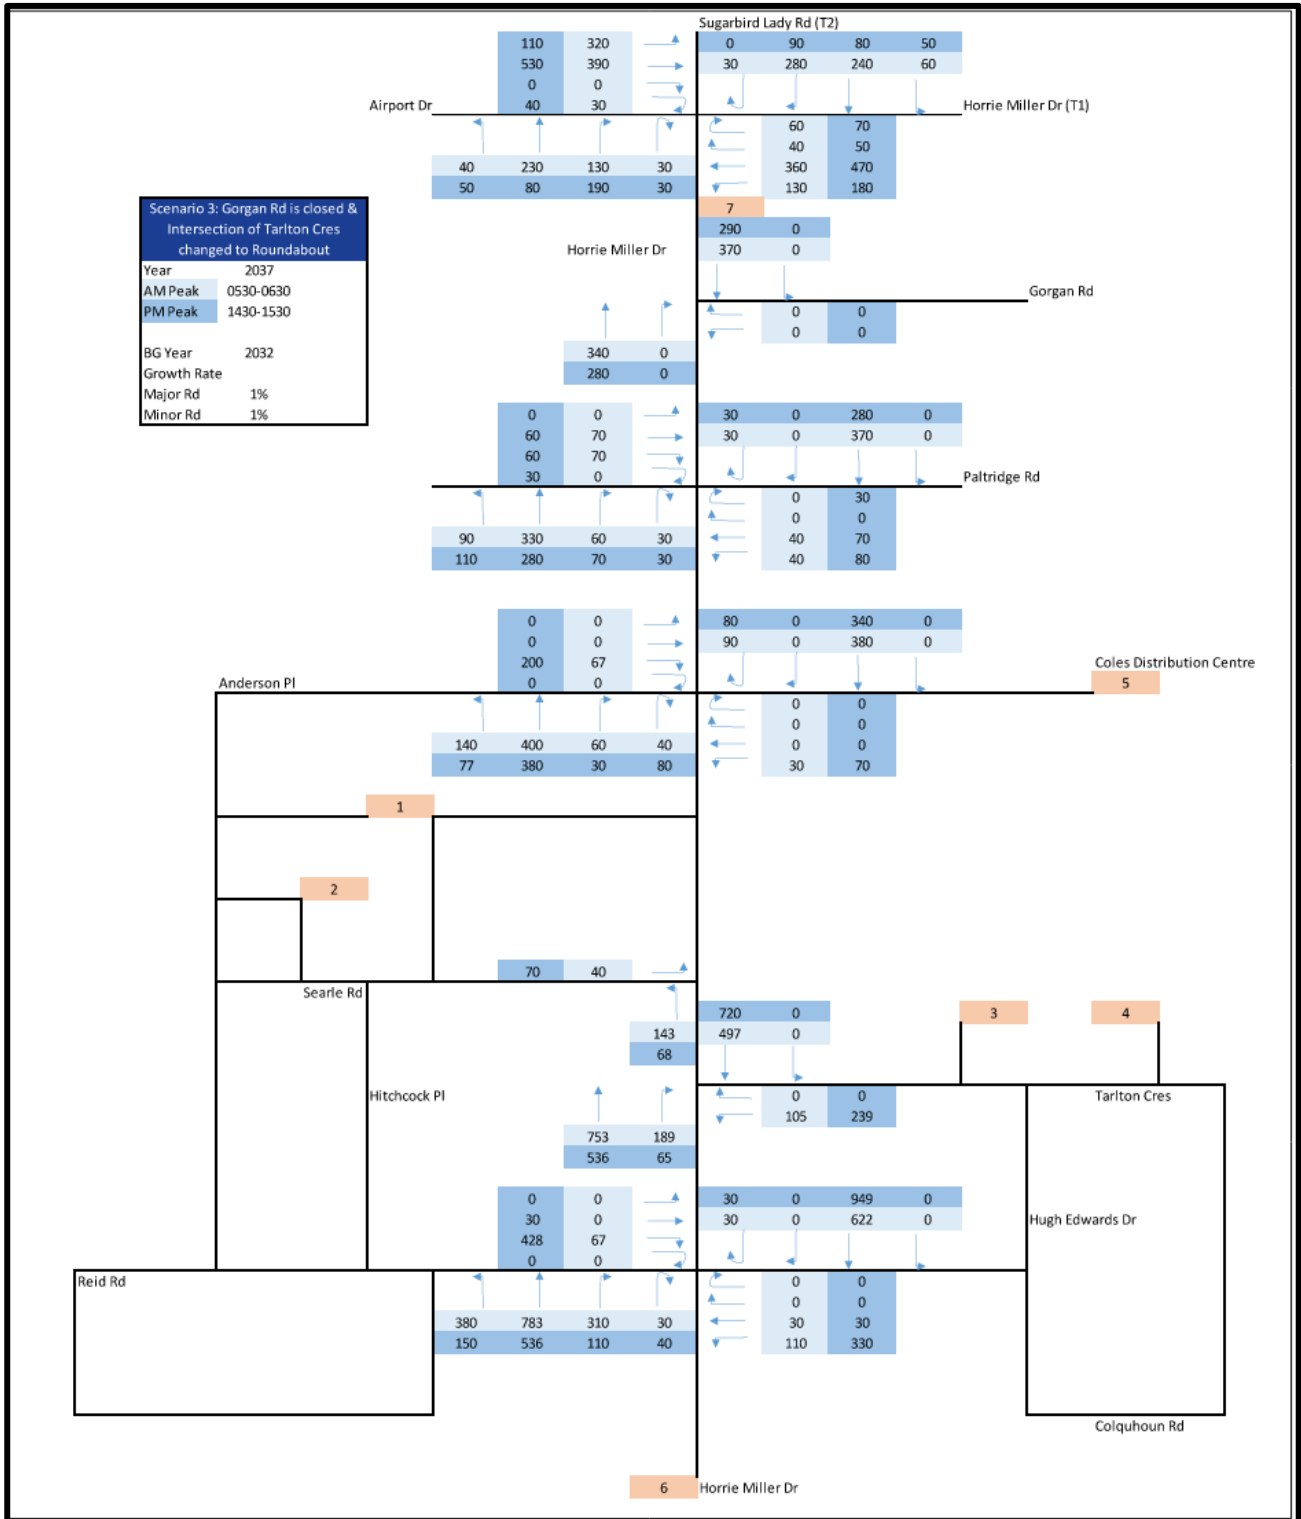 Sugarbird Lady Rd (T2)
110 320 0 90 80 50
530 390 30 280 240 60
0 0
Airport Dr 40 30 Horrie Miller Dr (T1)
60 70
40 50
40 230 130 30 360 470
50 80 190 30 130 180
Scenario 3: Gorgan Rd is closed &
Intersection of Tarlton Cres
changed to Roundabout
Year 2037
AM Peak 0530-0630
PM Peak 1430-1530
BG Year 2032
Growth Rate
Major Rd 1%
Minor Rd 1%
7
290 0
Horrie Miller Dr 370 0
Gorgan Rd
0 0
0 0
340 0
280 0
0 0 30 0 280 0
60 70 30 0 370 0
60 70
30 0 Paltridge Rd
0 30
0 0
90 330 60 30 40 70
110 280 70 30 40 80
0 0 80 0 340 0
0 0 90 0 380 0
200 67 Coles Distribution Centre
Anderson Pl 0 0 5
0 0
0 0
140 400 60 40 0 0
77 380 30 80 30 70
1
2
70 40
Searle Rd
720 0 3 4
143 497 0
68
Hitchcock Pl 0 0 Tarlton Cres
105 239
753 189
536 65
0 0 30 0 949 0
30 0 30 0 622 0 Hugh Edwards Dr
428 67
0 0
Reid Rd 0 0
0 0
380 783 310 30 30 30
150 536 110 40 110 330
Colquhoun Rd
6 Horrie Miller Dr